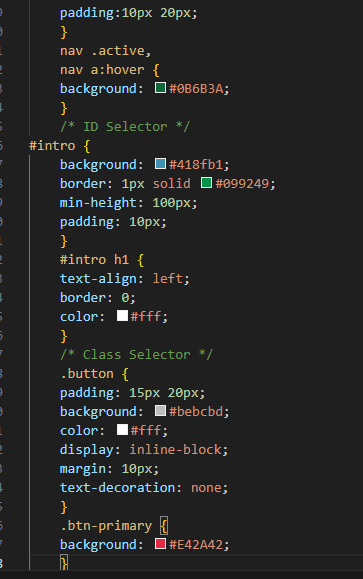 padding:10px 20px;
}
nav .active,
nav a:hover {
background: #0B6B3A;
}
/* ID Selector */
#intro {
background: #418fb1;
border: 1px solid #099249;
min-height: 100px;
padding: 10px;
}
#intro h1 {
text-align: left;
border: 0;
color: #fff;
}
/* Class Selector */
.button {
padding: 15px 20px;
background: #bebcbd;
color: #fff;
display: inline-block;
margin: 10px;
text-decoration: none;
}
.btn-primary {
background: #E42A42;
}